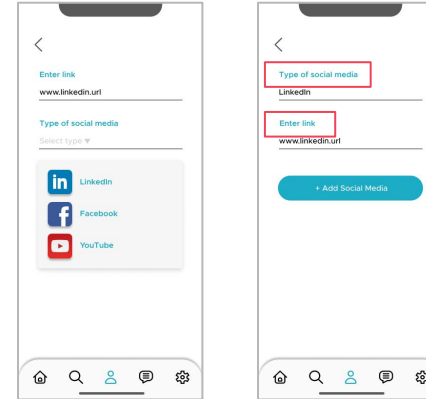 Enter link
www.linkedin.url
Type of social media
Select type ▼
in LinkedIn
f Facebook
YouTube
Type of social media
LinkedIn
Enter link
www.linkedin.url
+ Add Social Media